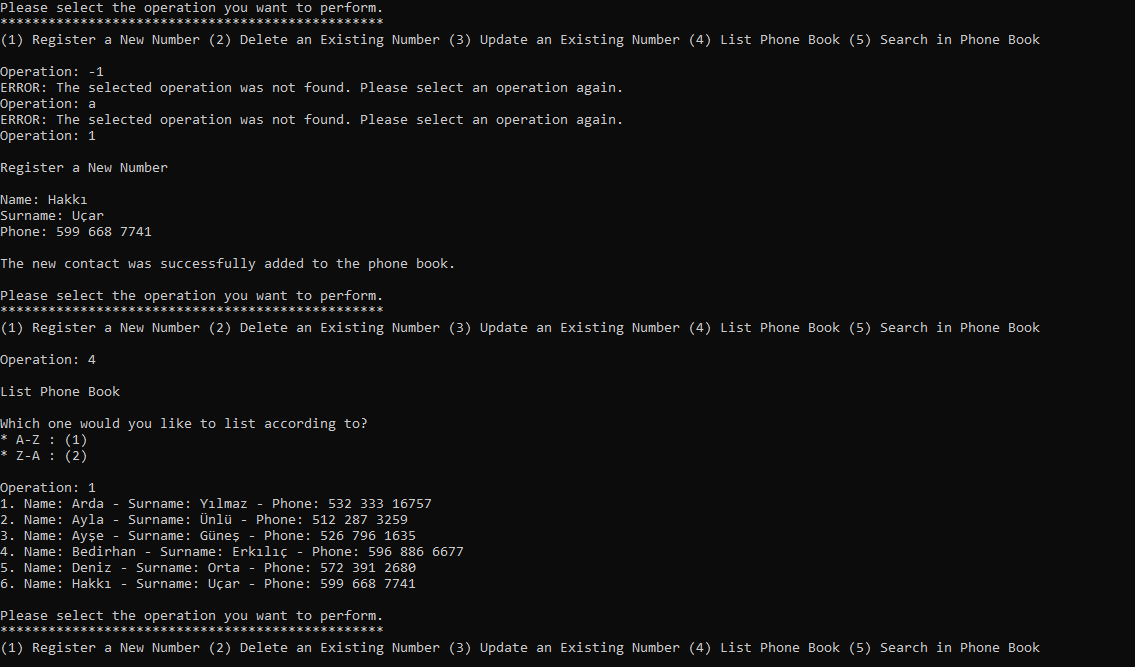 Please select the operation you want to perform.
************************************************
(1) Register a New Number (2) Delete an Existing Number (3) Update an Existing Number (4) List Phone Book (5) Search in Phone Book
Operation: -1
ERROR: The selected operation was not found. Please select an operation again.
Operation: a
ERROR: The selected operation was not found. Please select an operation again.
Operation: 1
Register a New Number
Name: Hakkı
Surname: Uçar
Phone: 599 668 7741
The new contact was successfully added to the phone book.
Please select the operation you want to perform.
************************************************
(1) Register a New Number (2) Delete an Existing Number (3) Update an Existing Number (4) List Phone Book (5) Search in Phone Book
Operation: 4
List Phone Book
Which one would you like to list according to?
* A-Z : (1)
* Z-A : (2)
Operation: 1
1. Name: Arda - Surname: Yılmaz - Phone: 532 333 16757
2. Name: Ayla - Surname: Ünlü - Phone: 512 287 3259
3. Name: Ayşe - Surname: Güneş - Phone: 526 796 1635
4. Name: Bedirhan - Surname: Erkılıç - Phone: 596 886 6677
5. Name: Deniz - Surname: Orta - Phone: 572 391 2680
6. Name: Hakkı - Surname: Uçar - Phone: 599 668 7741
Please select the operation you want to perform.
************************************************
(1) Register a New Number (2) Delete an Existing Number (3) Update an Existing Number (4) List Phone Book (5) Search in Phone Book